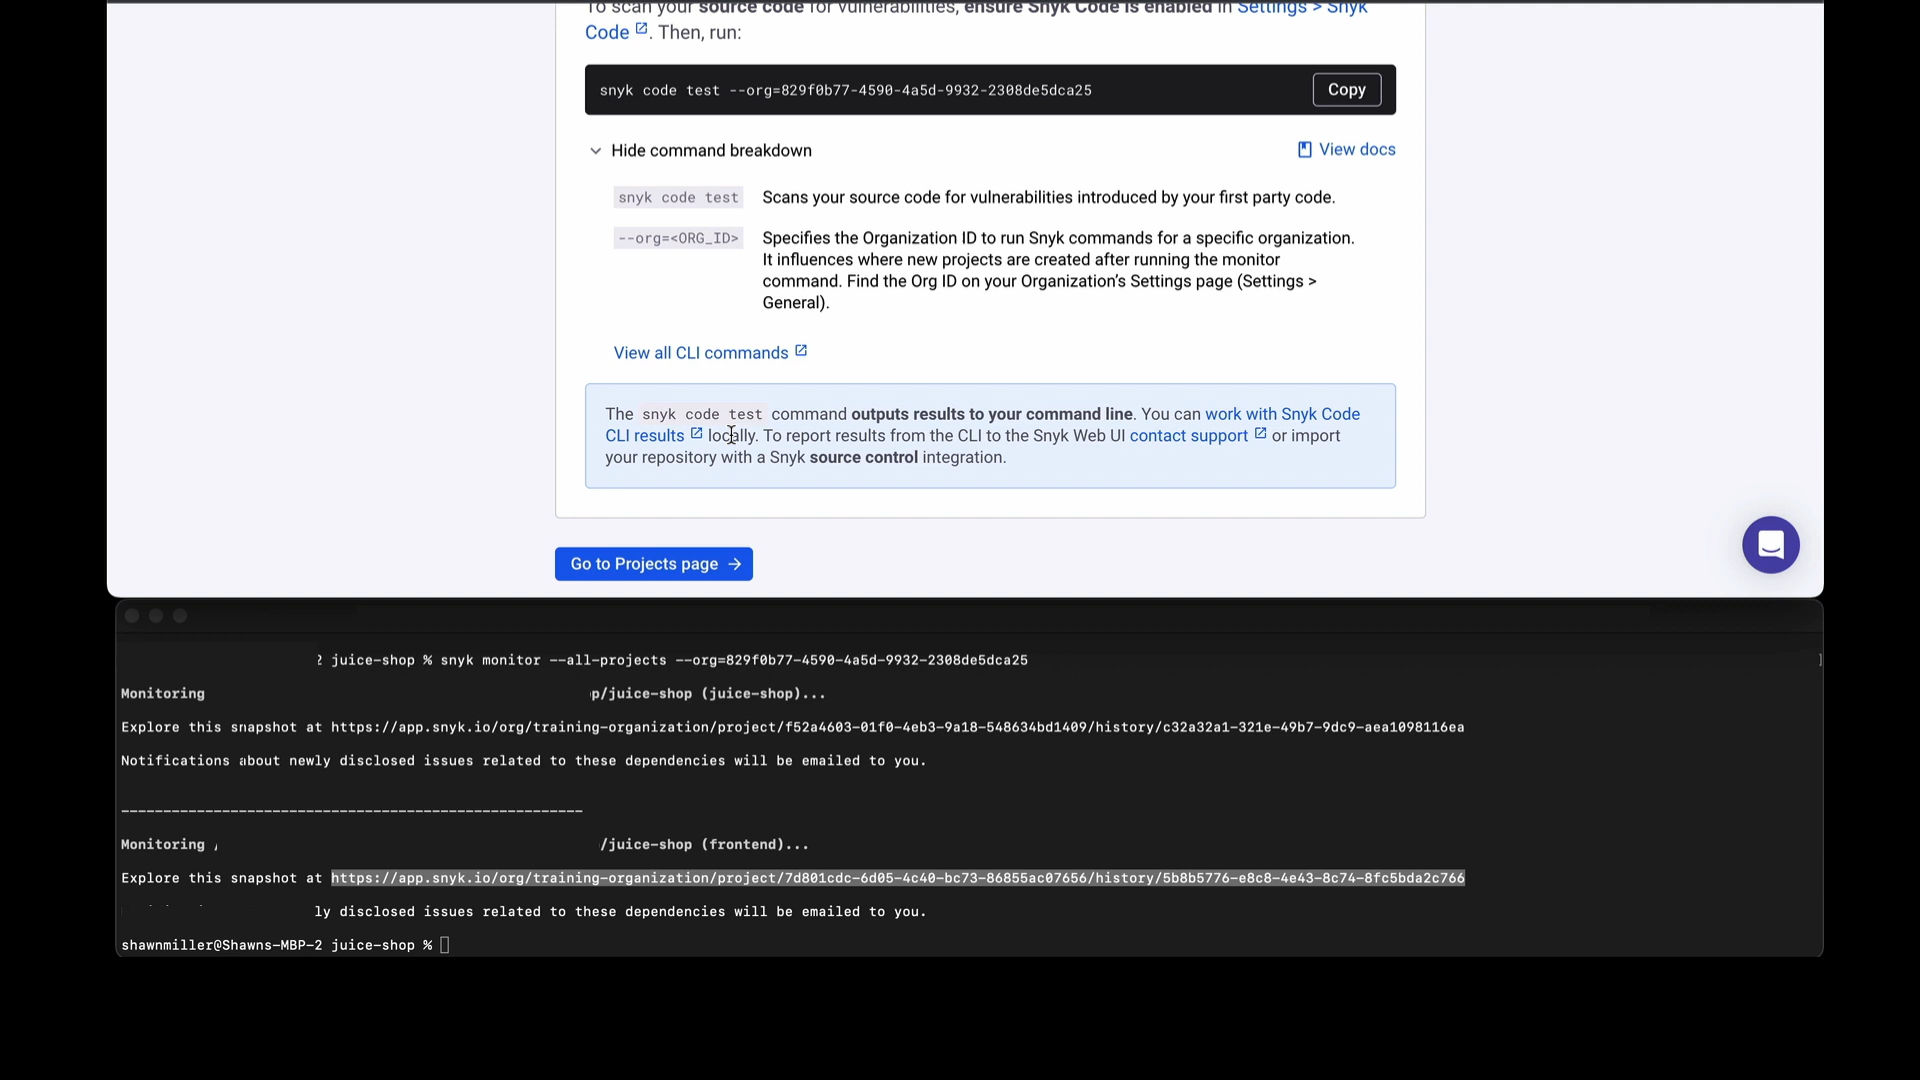 To scan your source code for vulnerabilities, ensure Snyk Code is enabled in Settings > Snyk
Code . Then, run:
snyk code test --org=829f0b77-4590-4a5d-9932-2308de5dca25
Copy
Hide command breakdown
View docs
snyk code test
Scans your source code for vulnerabilities introduced by your first party code.
--org=<ORG_ID>
Specifies the Organization ID to run Snyk commands for a specific organization.
It influences where new projects are created after running the monitor
command. Find the Org ID on your Organization's Settings page (Settings >
General).
View all CLI commands
The snyk code test command outputs results to your command line. You can work with Snyk Code
CLI results locally. To report results from the CLI to the Snyk Web UI contact support or import
your repository with a Snyk source control integration.
Go to Projects page →
2 juice-shop % snyk monitor --all-projects --org=829f0b77-4590-4a5d-9932-2308de5dca25
Monitoring p/juice-shop (juice-shop)...
Explore this snapshot at https://app.snyk.io/org/training-organization/project/f52a4603-01f0-4eb3-9a18-548634bd1409/history/c32a32a1-321e-49b7-9dc9-aea1098116ea
Notifications about newly disclosed issues related to these dependencies will be emailed to you.
-------------------------------------------------------
Monitoring /juice-shop (frontend)...
Explore this snapshot at https://app.snyk.io/org/training-organization/project/7d801cdc-6d05-4c40-bc73-86855ac07656/history/5b8b5776-e8c8-4e43-8c74-8fc5bda2c766
ly disclosed issues related to these dependencies will be emailed to you.
shawnmiller@Shawns-MBP-2 juice-shop %